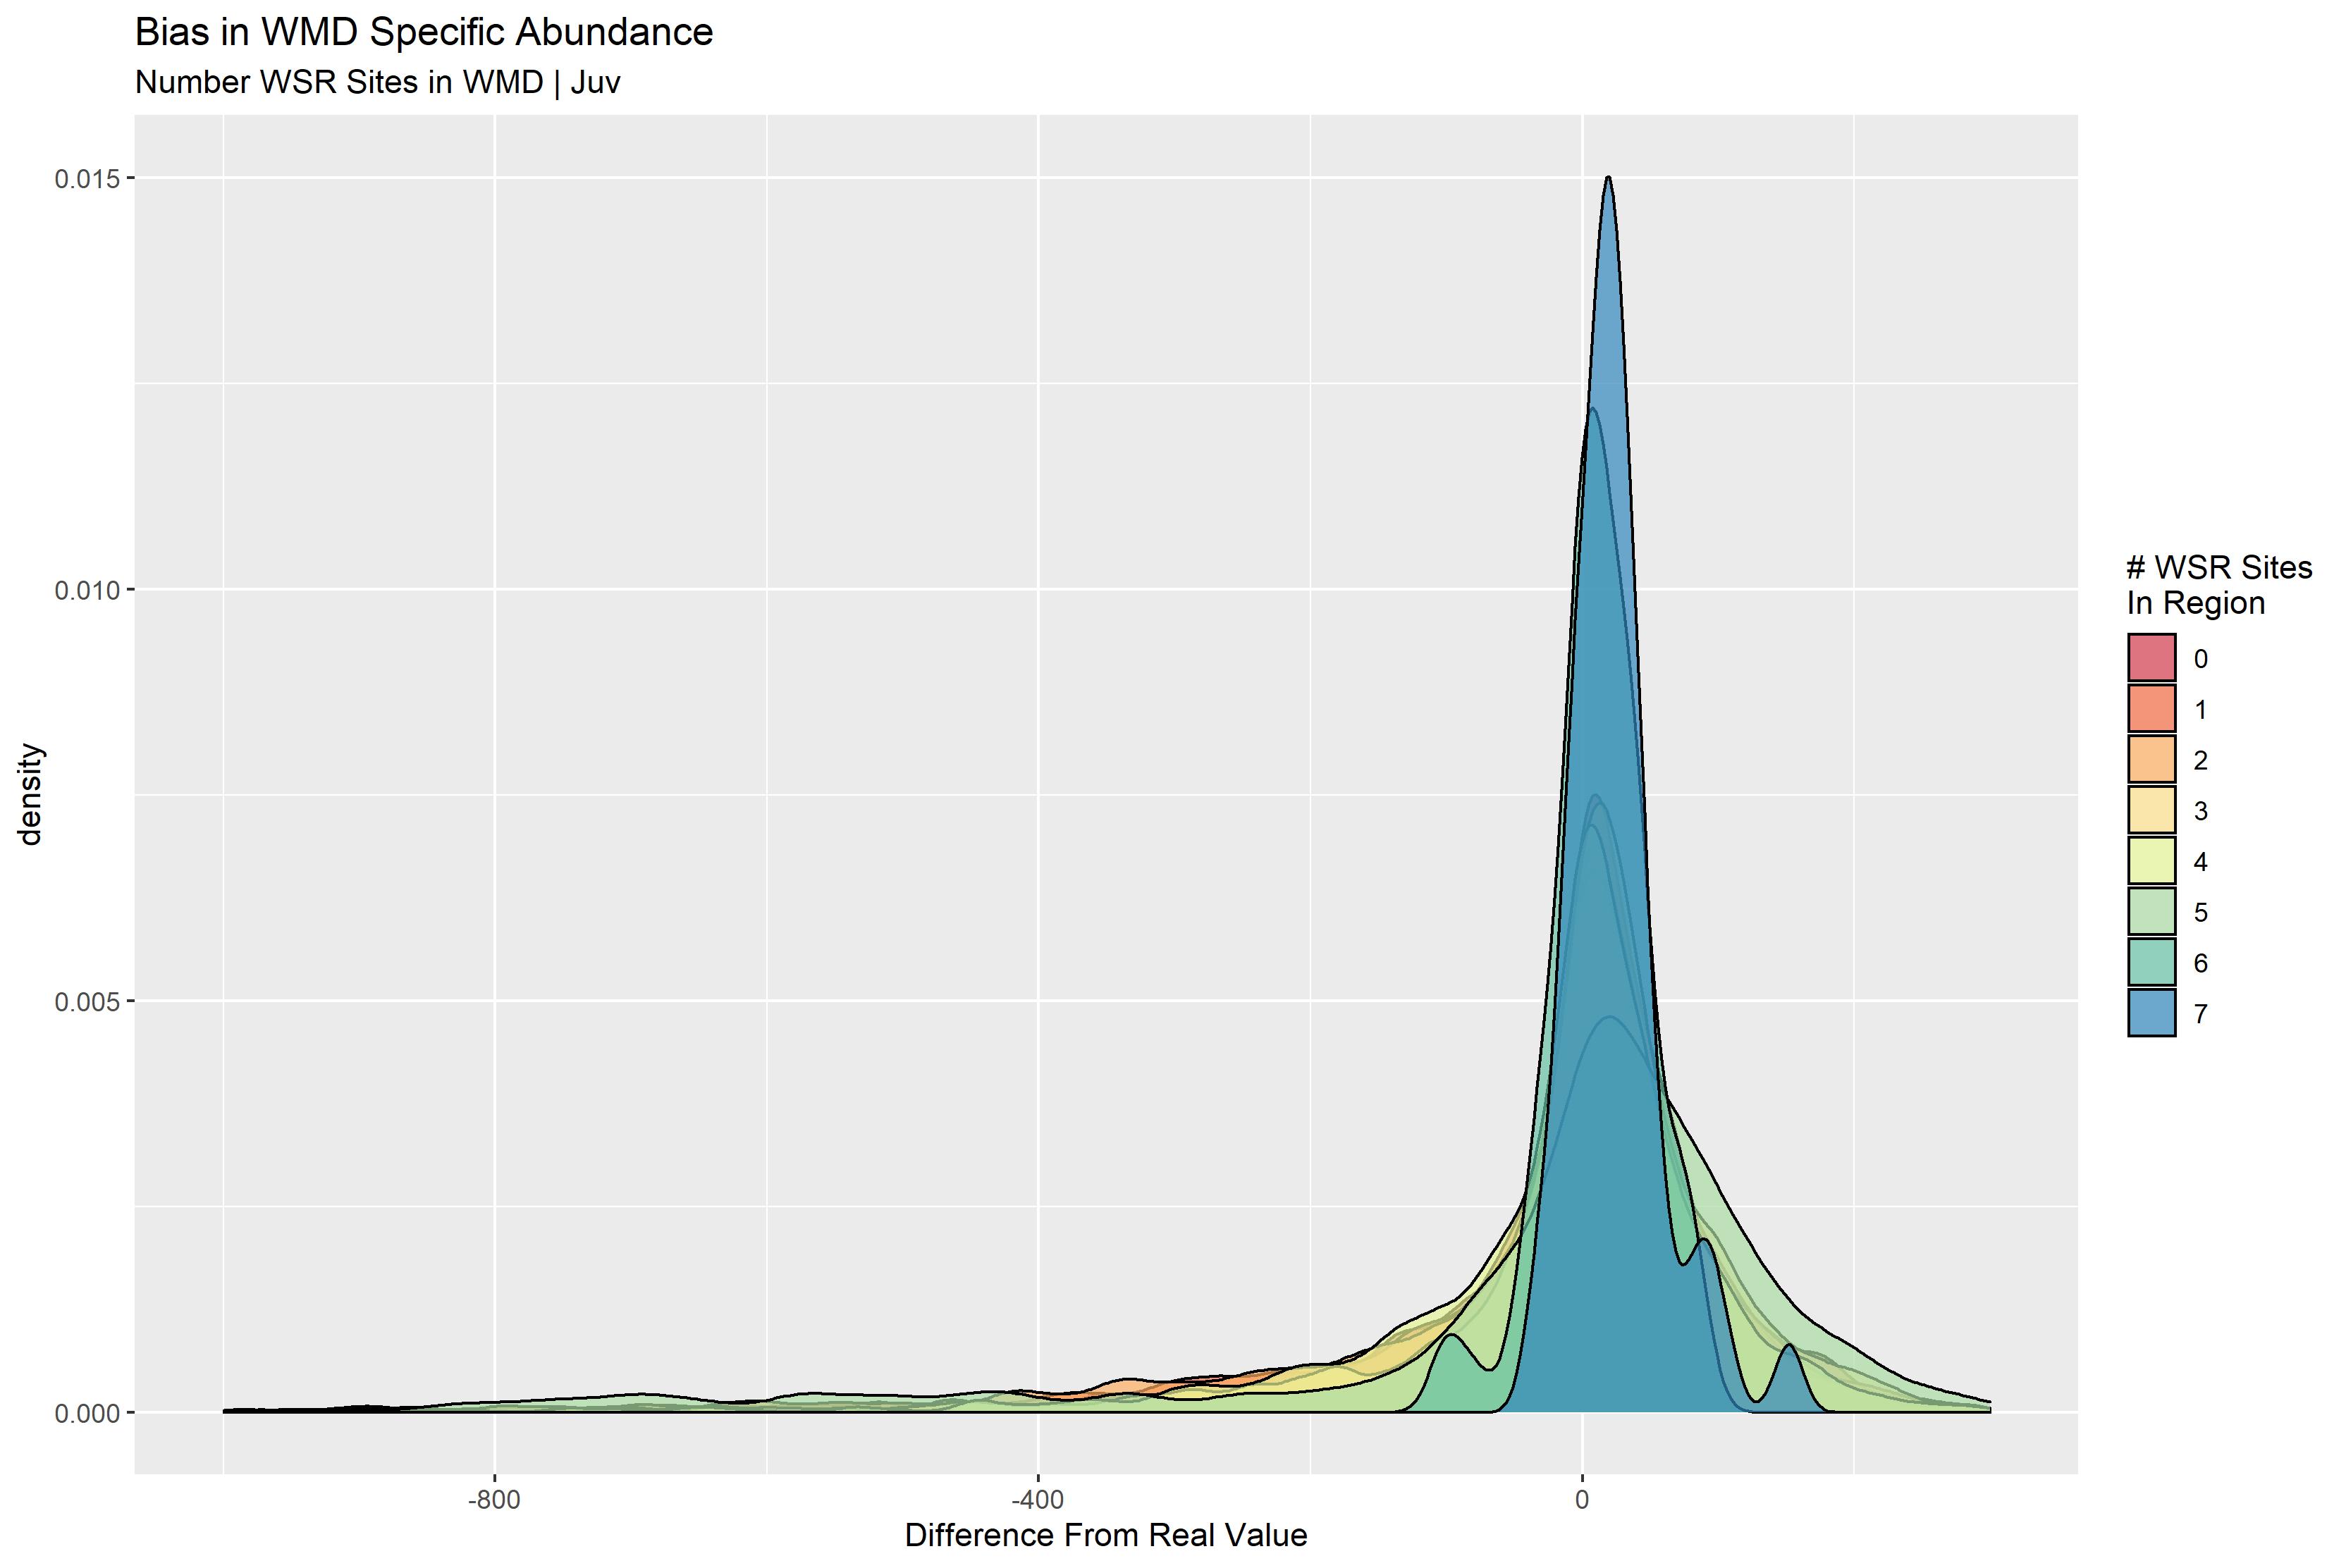 Bias in WMD Specific Abundance
Number WSR Sites in WMD | Juv
0.015
0.010
0.005
0.000
density
-800
-400
0
Difference From Real Value
# WSR Sites
In Region
0
1
2
3
4
5
6
7